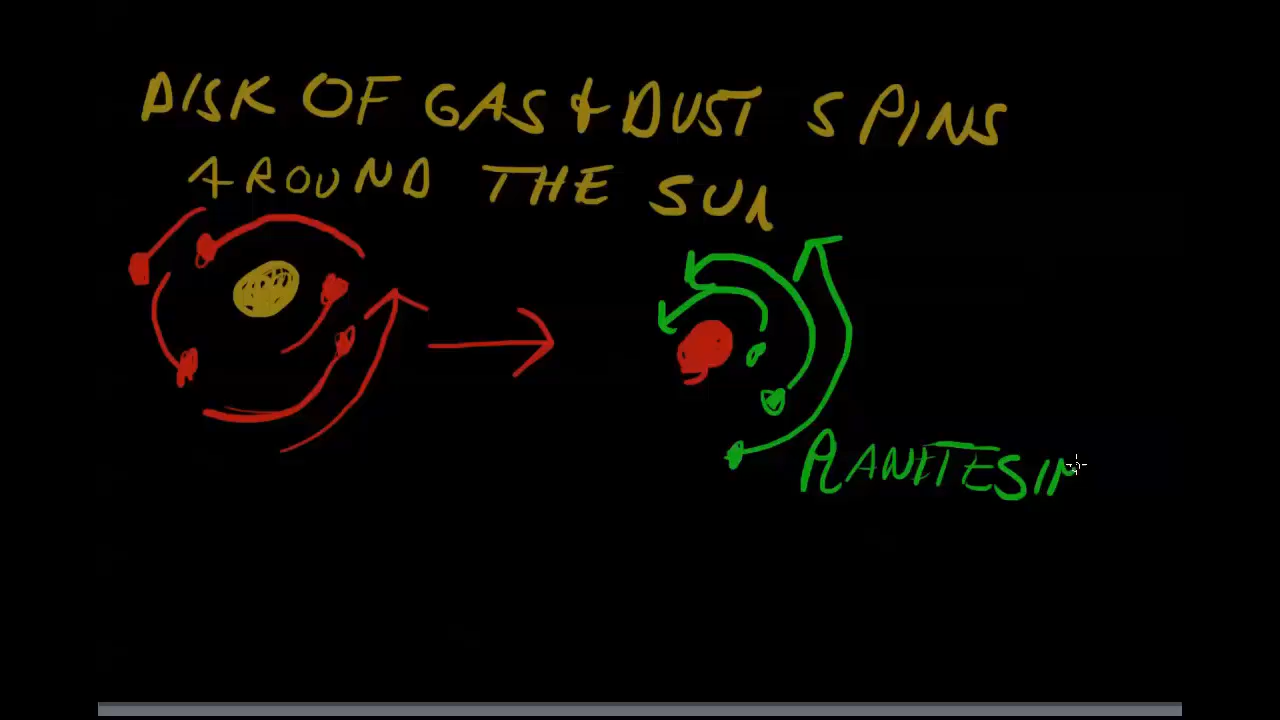 DISK OF GAS & DUST SPINS
AROUND THE SUN
PLANETESIM